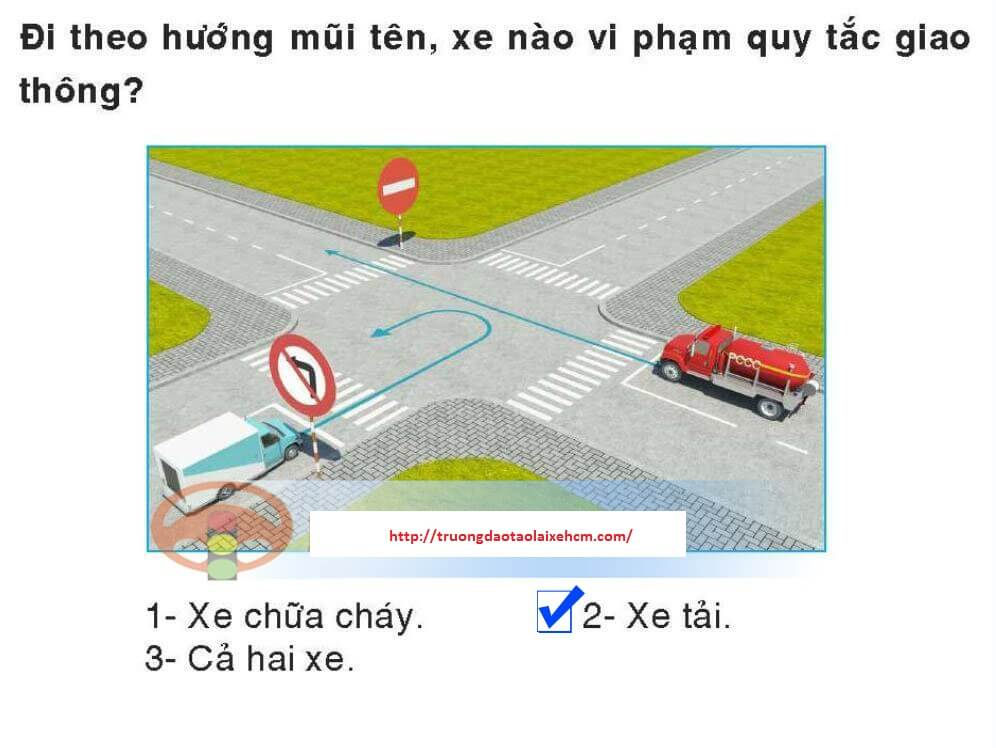 Đi theo hướng mũi tên, xe nào vi phạm quy tắc giao
thông?
PCCC
http://truongdaotaolaixehcm.com/
1- Xe chữa cháy.
2- Xe tải.
3- Cả hai xe.